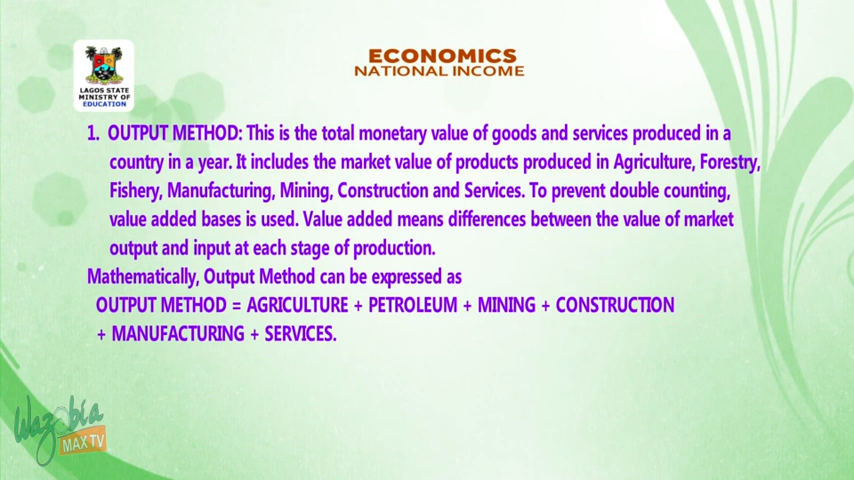 ECONOMICS
NATIONAL INCOME
LAGOS STATE
MINISTRY OF
EDUCATION
1. OUTPUT METHOD: This is the total monetary value of goods and services produced in a
country in a year. It includes the market value of products produced in Agriculture, Forestry,
Fishery, Manufacturing, Mining, Construction and Services. To prevent double counting,
value added bases is used. Value added means differences between the value of market
output and input at each stage of production.
Mathematically, Output Method can be expressed as
OUTPUT METHOD = AGRICULTURE + PETROLEUM + MINING + CONSTRUCTION
+ MANUFACTURING + SERVICES.
Wazobia
MAX TV